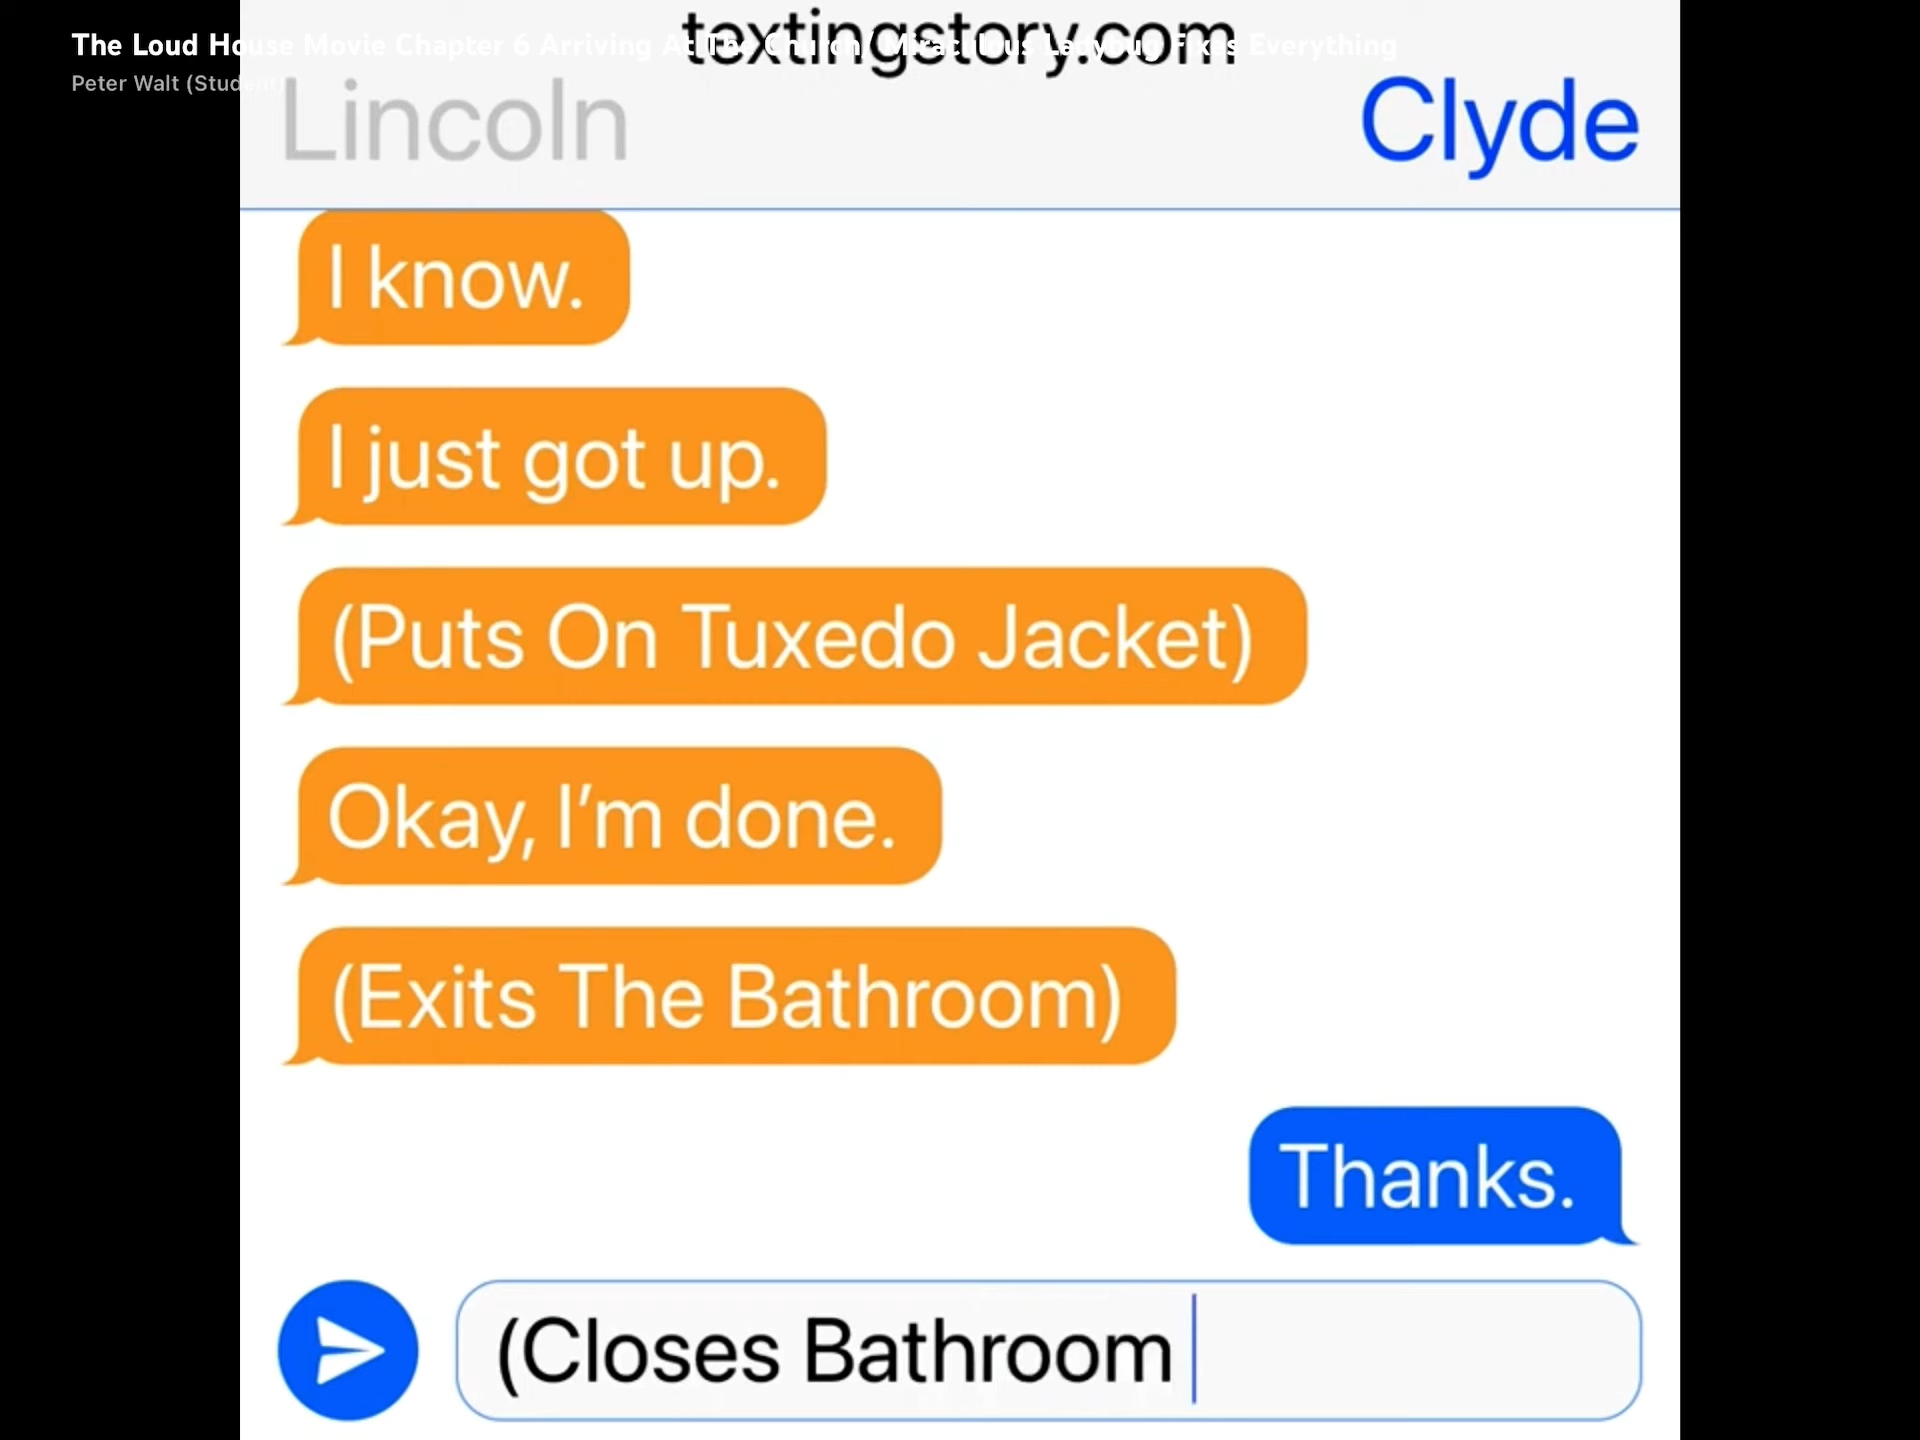 The Loud House Movie Chapter 6 Arriving At The Church/ Miraculous Ladybug Fixes Everything
Peter Walt (Student)
textingstory.com
Lincoln
Clyde
I know.
I just got up.
(Puts On Tuxedo Jacket)
Okay, I’m done.
(Exits The Bathroom)
Thanks.
(Closes Bathroom